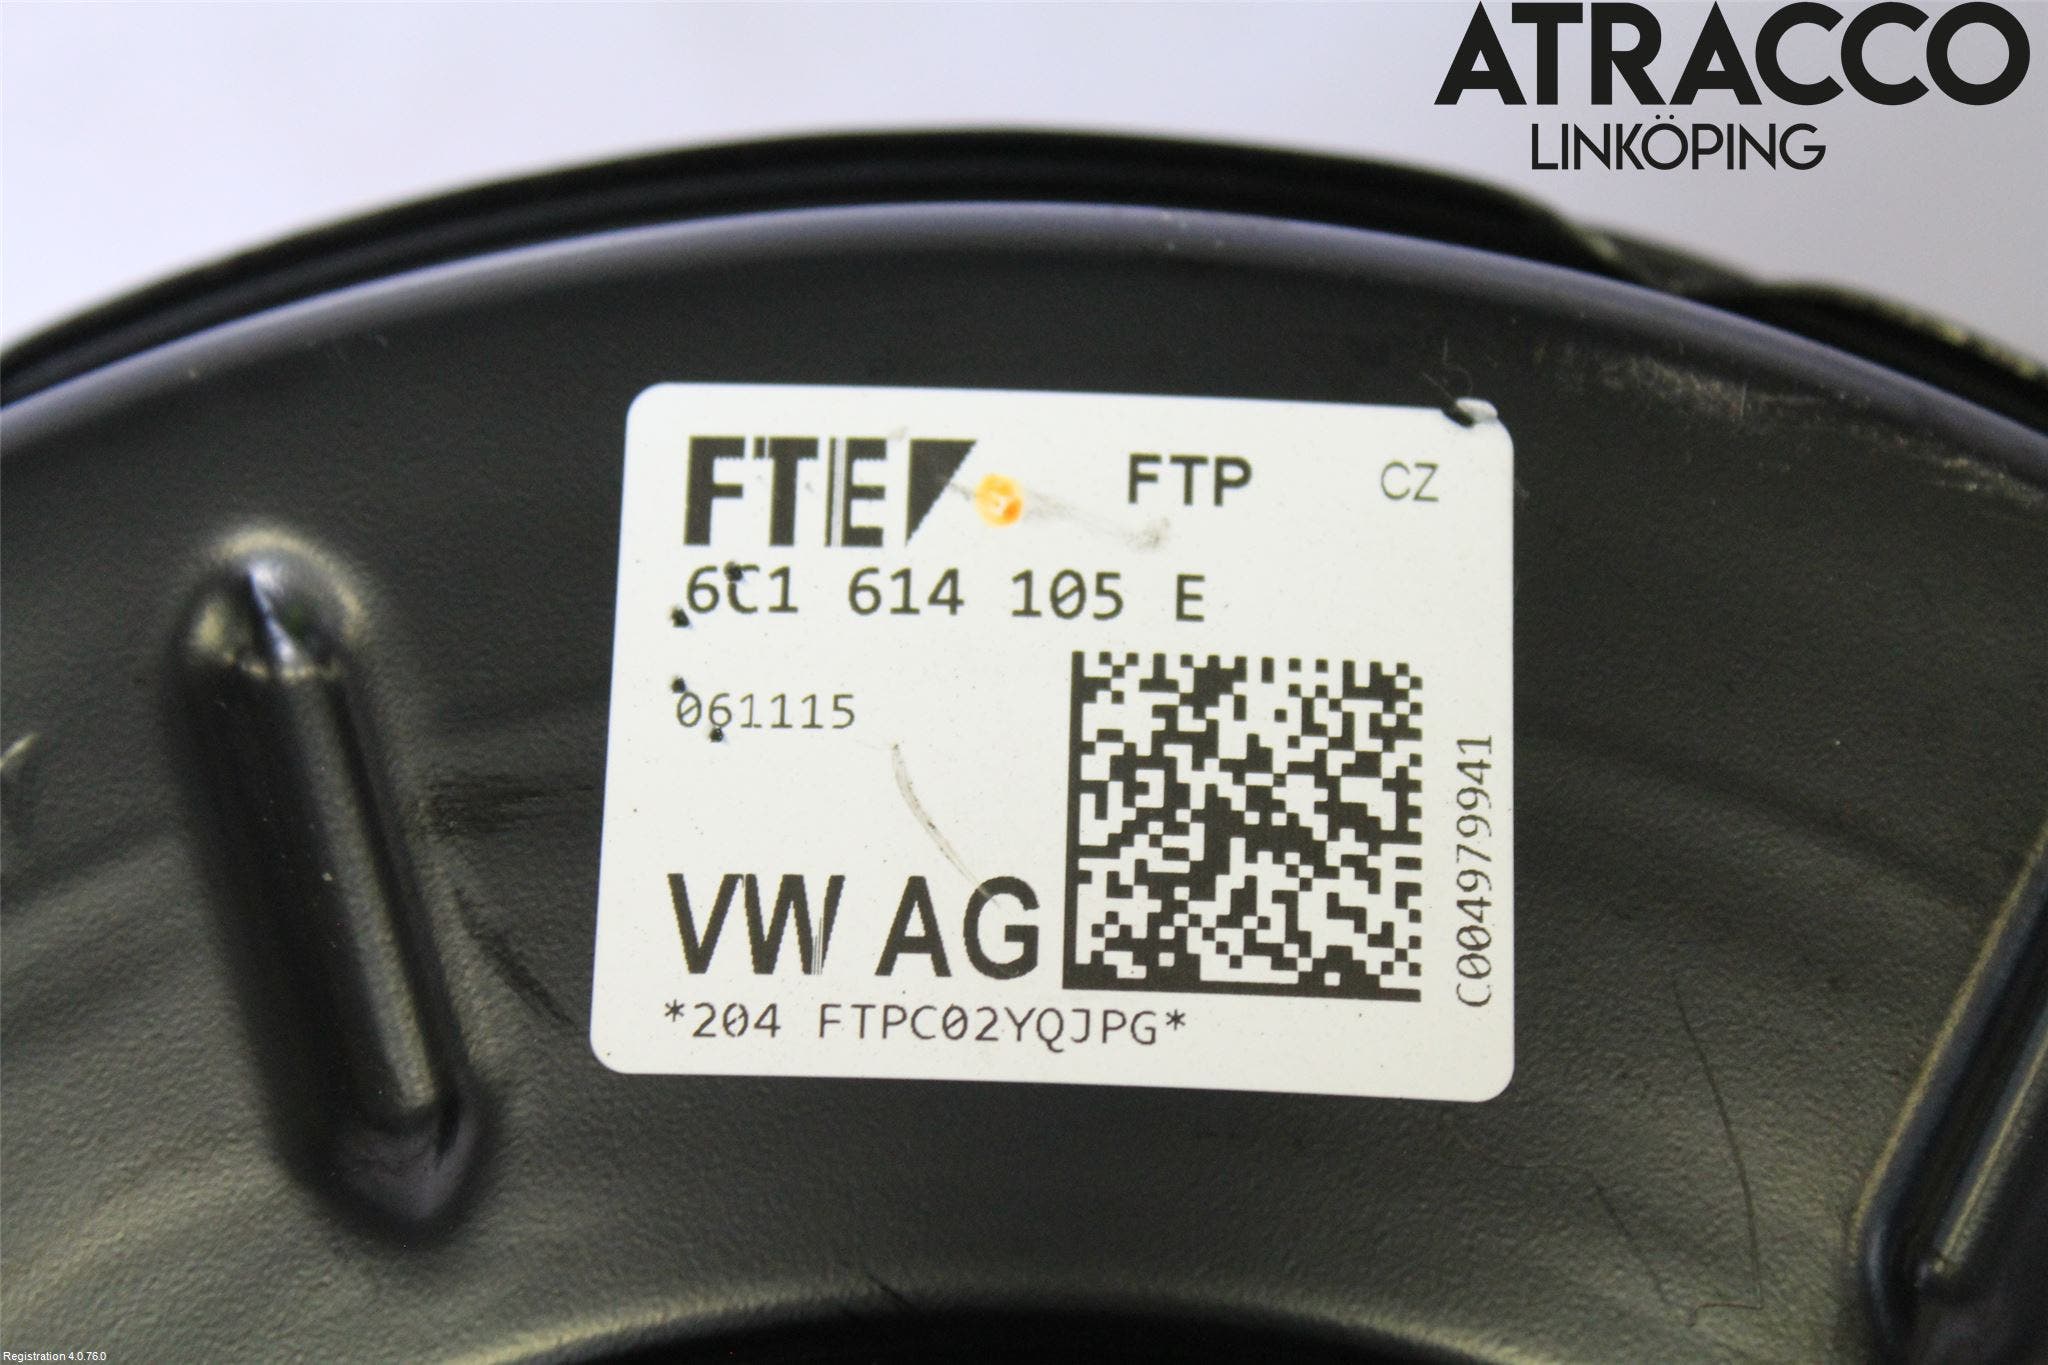 ATRACCO
LINKÖPING
FTE FTP CZ
6C1 614 105 E
061115
C004979941
VW AG
*204 FTPC02YQJPG*
Registration 4.0.76.0